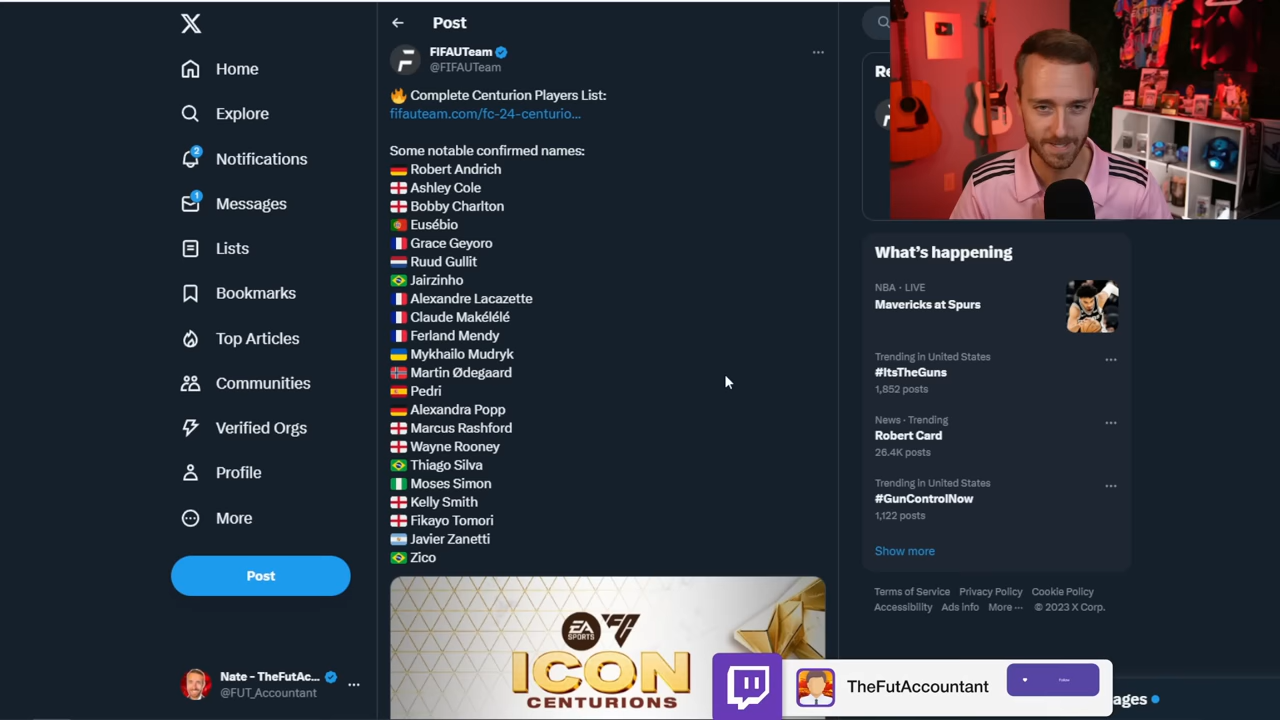 Home
Explore
2
Notifications
1
Messages
Lists
Bookmarks
Top Articles
Communities
Verified Orgs
Profile
More
Post
Nate - TheFutAc...
@FUT_Accountant
Post
FIFAUTeam
@FIFAUTeam
Complete Centurion Players List:
fifauteam.com/fc-24-centurio...
Some notable confirmed names:
Robert Andrich
Ashley Cole
Bobby Charlton
Eusébio
Grace Geyoro
Ruud Gullit
Jairzinho
Alexandre Lacazette
Claude Makélélé
Ferland Mendy
Mykhailo Mudryk
Martin Ødegaard
Pedri
Alexandra Popp
Marcus Rashford
Wayne Rooney
Thiago Silva
Moses Simon
Kelly Smith
Fikayo Tomori
Javier Zanetti
Zico
EA SPORTS FC
ICON
CENTURIONS
Re
What's happening
NBA · LIVE
Mavericks at Spurs
Trending in United States
#ItsTheGuns
1,852 posts
News · Trending
Robert Card
26.4K posts
Trending in United States
#GunControlNow
1,122 posts
Show more
Terms of Service Privacy Policy Cookie Policy
Accessibility Ads info More ··· © 2023 X Corp.
TheFutAccountant
Follow
ages